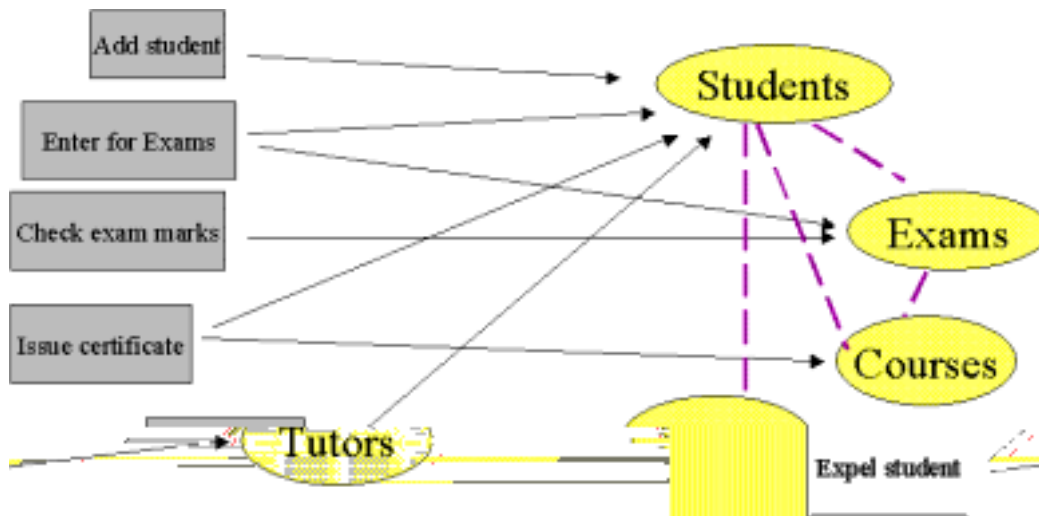 Add student
Students
Enter for Exams
Check exam marks
Exams
Issue certificate
Courses
Tutors
Expel student